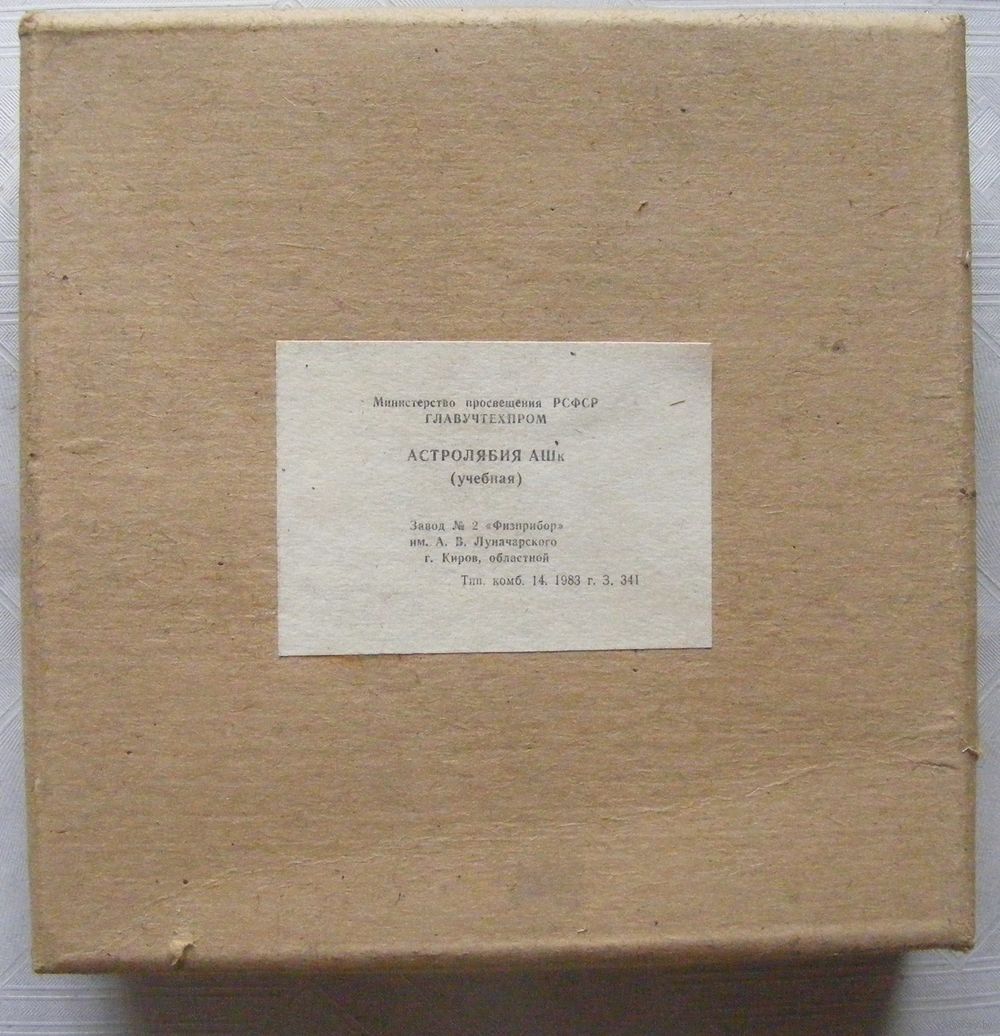 Министерство просвещения РСФСР
ГЛАВУЧТЕХПРОМ
АСТРОЛЯБИЯ АШк
(учебная)
Завод № 2 «Физприбор»
им. А. В. Луначарского
г. Киров, областной
Тип. комб. 14. 1983 г. З. 341